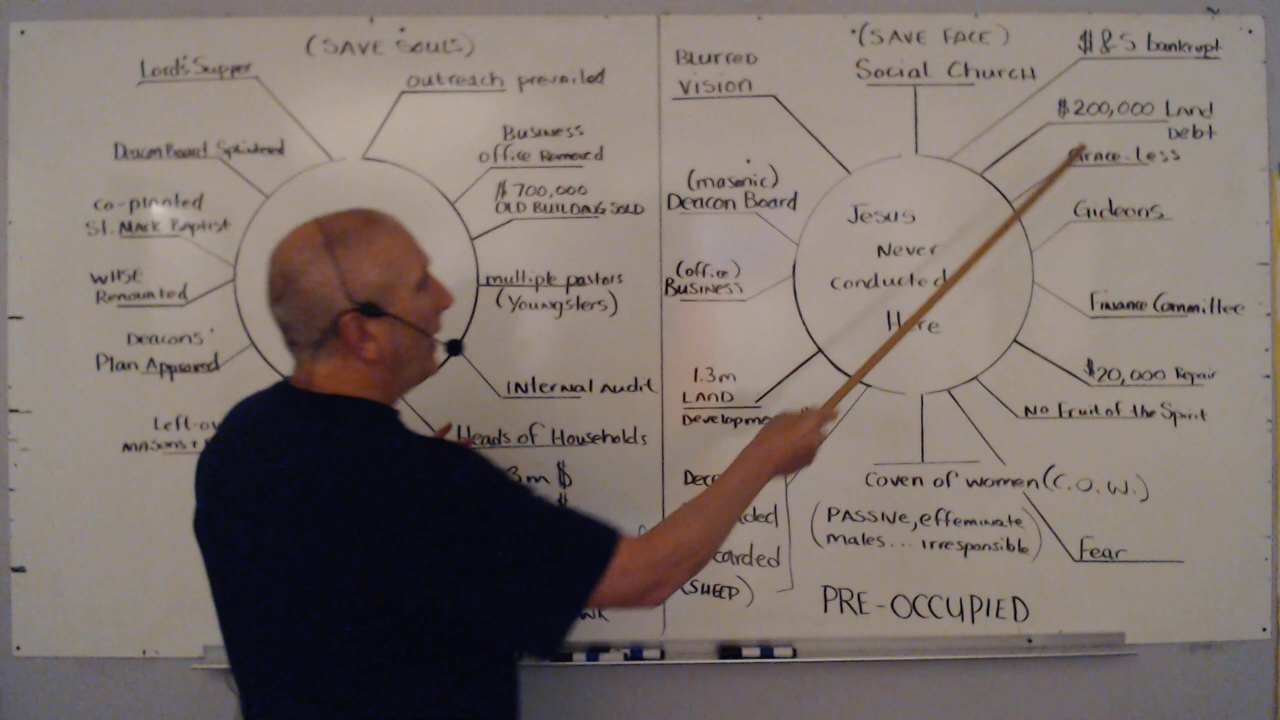 (SAVE SOULS)
Lord's Supper
outreach prevailed
Deacon Board Splintered
Business
office Removed
$700,000
OLD BUILDING SOLD
co-planted
St. Mark Baptist
WHSE
Renovated
multiple pastors
(Youngsters)
Deacons'
Plan Appeared
INternal audit
Heads of Households
3m $
$
(SAVE FACE)
Blurred
vision
Social Church
$ & S bankrupt
$200,000 Land
Debt
Grace-less
(masonic)
Deacon Board
Gideons
(office)
Business
Finance Committee
1.3m
LAND
$20,000 Repair
No Fruit of the Spirit
Jesus
Never
conducted
Here
Coven of women (C.O.W.)
(PASSIVE, effeminate
males... irresponsible)
Fear
(SHEEP)
PRE-OCCUPIED